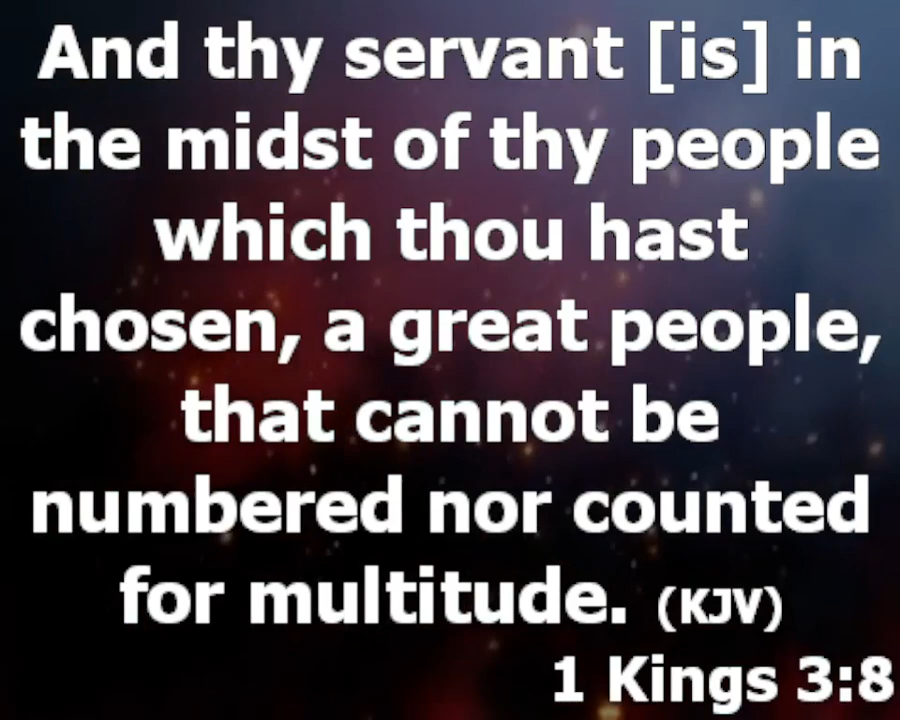 And thy servant [is] in
the midst of thy people
which thou hast
chosen, a great people,
that cannot be
numbered nor counted
for multitude. (KJV)
1 Kings 3:8